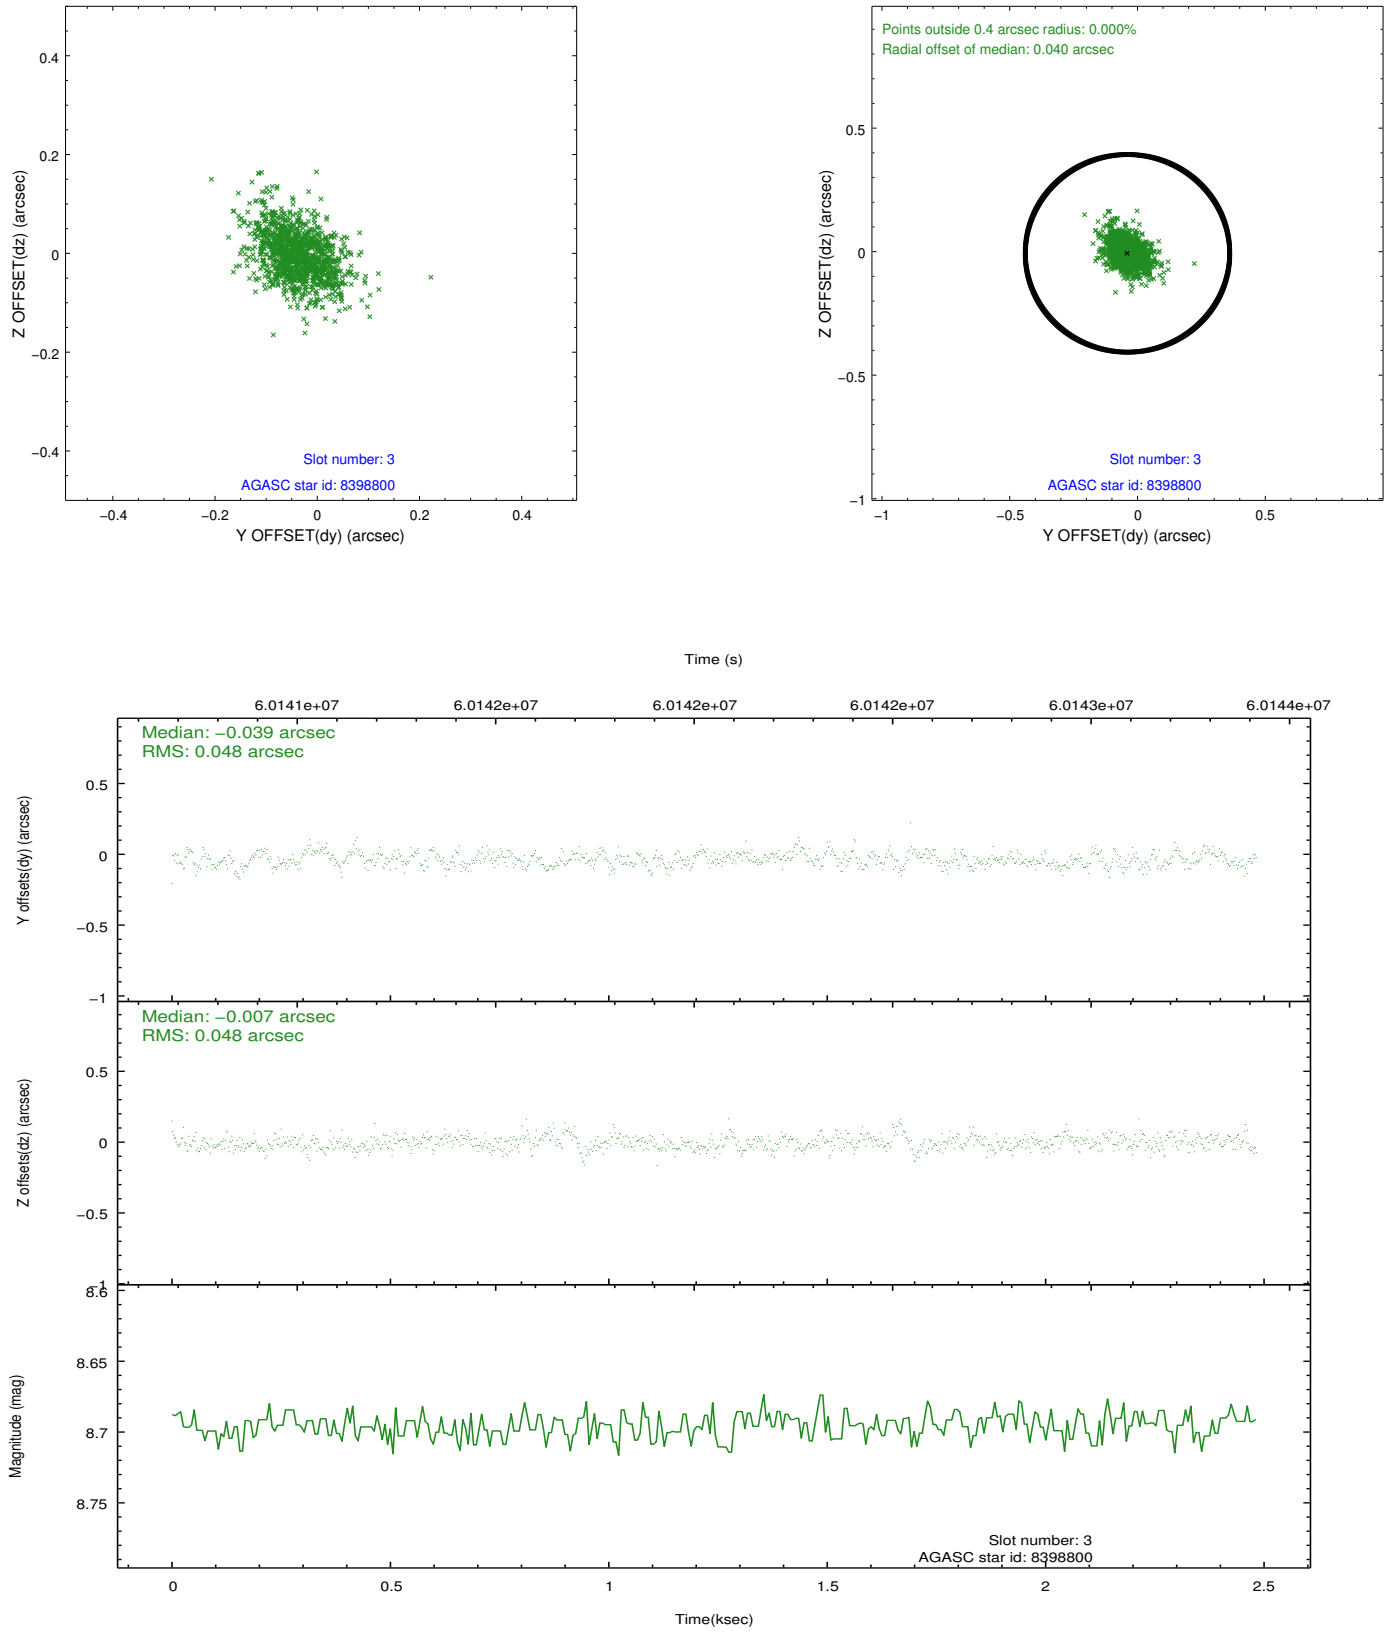 0.4
0.2
0
−0.2
−0.4
Z OFFSET(dz) (arcsec)
−0.4
−0.2
0
0.2
0.4
Y OFFSET(dy) (arcsec)
Slot number: 3
AGASC star id: 8398800
Points outside 0.4 arcsec radius: 0.000%
Radial offset of median: 0.040 arcsec
0.5
0
−0.5
−1
Z OFFSET(dz) (arcsec)
−1
−0.5
0
0.5
Y OFFSET(dy) (arcsec)
Slot number: 3
AGASC star id: 8398800
Time (s)
6.0141e+07
6.0142e+07
6.0142e+07
6.0142e+07
6.0143e+07
6.0144e+07
Median: −0.039 arcsec
RMS: 0.048 arcsec
0.5
0
−0.5
−1
Y offsets(dy) (arcsec)
Median: −0.007 arcsec
RMS: 0.048 arcsec
0.5
0
−0.5
−1
Z offsets(dz) (arcsec)
8.6
8.65
8.7
8.75
Magnitude (mag)
Slot number: 3
AGASC star id: 8398800
0
0.5
1
1.5
2
2.5
Time(ksec)